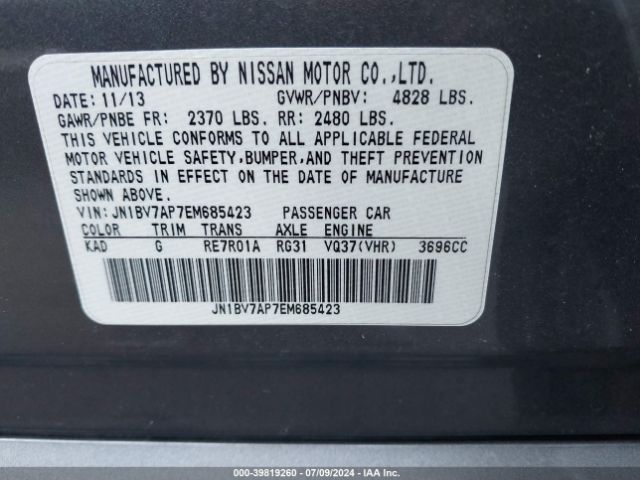 MANUFACTURED BY NISSAN MOTOR CO.,LTD.
DATE: 11/13 GVWR/PNBV: 4828 LBS.
GAWR/PNBE FR: 2370 LBS. RR: 2480 LBS.
THIS VEHICLE CONFORMS TO ALL APPLICABLE FEDERAL
MOTOR VEHICLE SAFETY,BUMPER,AND THEFT PREVENTION
STANDARDS IN EFFECT ON THE DATE OF MANUFACTURE
SHOWN ABOVE.
VIN: JN1BV7AP7EM685423 PASSENGER CAR
COLOR TRIM TRANS AXLE ENGINE
KAD G RE7R01A RG31 VQ37(VHR) 3696CC
JN1BV7AP7EM685423
000-39819260 - 07/09/2024 - IAA Inc.